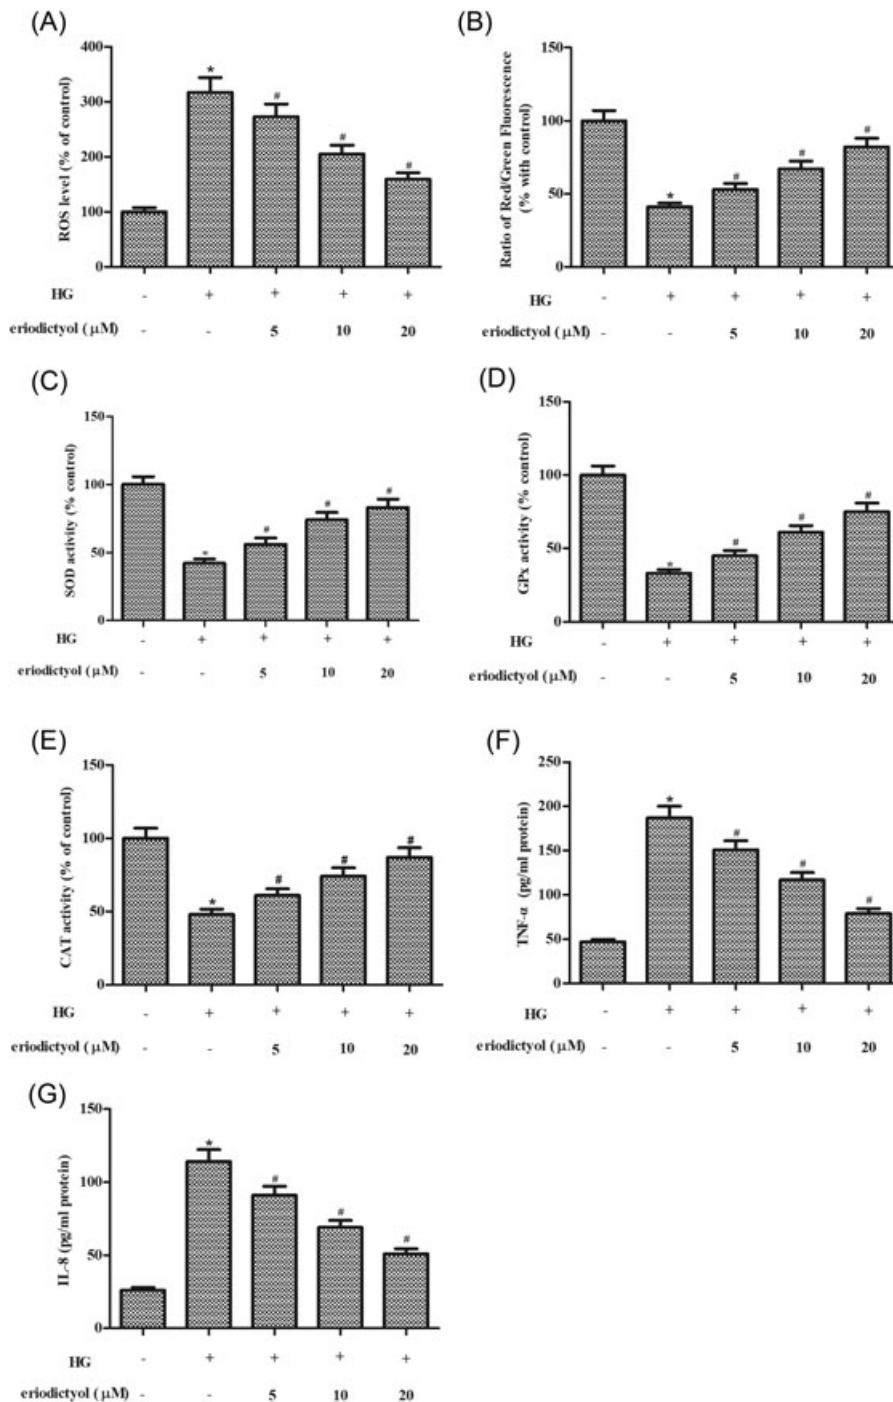 (A)
ROS level (% of control)
400
300
200
100
0
*
#
#
#
HG - + + + +
eriodictyol (μM) - - 5 10 20
(B)
Ratio of Red/Green Fluorescence
(% with control)
150
100
50
0
*
#
#
#
- + + + +
- - 5 10 20
(C)
SOD activity (% control)
150
100
50
0
*
#
#
#
HG - + + + +
eriodictyol (μM) - - 5 10 20
(D)
GPx activity (% control)
150
100
50
0
*
#
#
#
HG - + + + +
eriodictyol (μM) - - 5 10 20
(E)
CAT activity (% of control)
150
100
50
0
*
#
#
#
HG - + + + +
eriodictyol (μM) - - 5 10 20
(F)
TNF-α (pg/ml protein)
250
200
150
100
50
0
*
#
#
#
HG - + + + +
eriodictyol (μM) - - 5 10 20
(G)
IL-8 (pg/ml protein)
150
100
50
0
*
#
#
#
HG - + + + +
eriodictyol (μM) - - 5 10 20